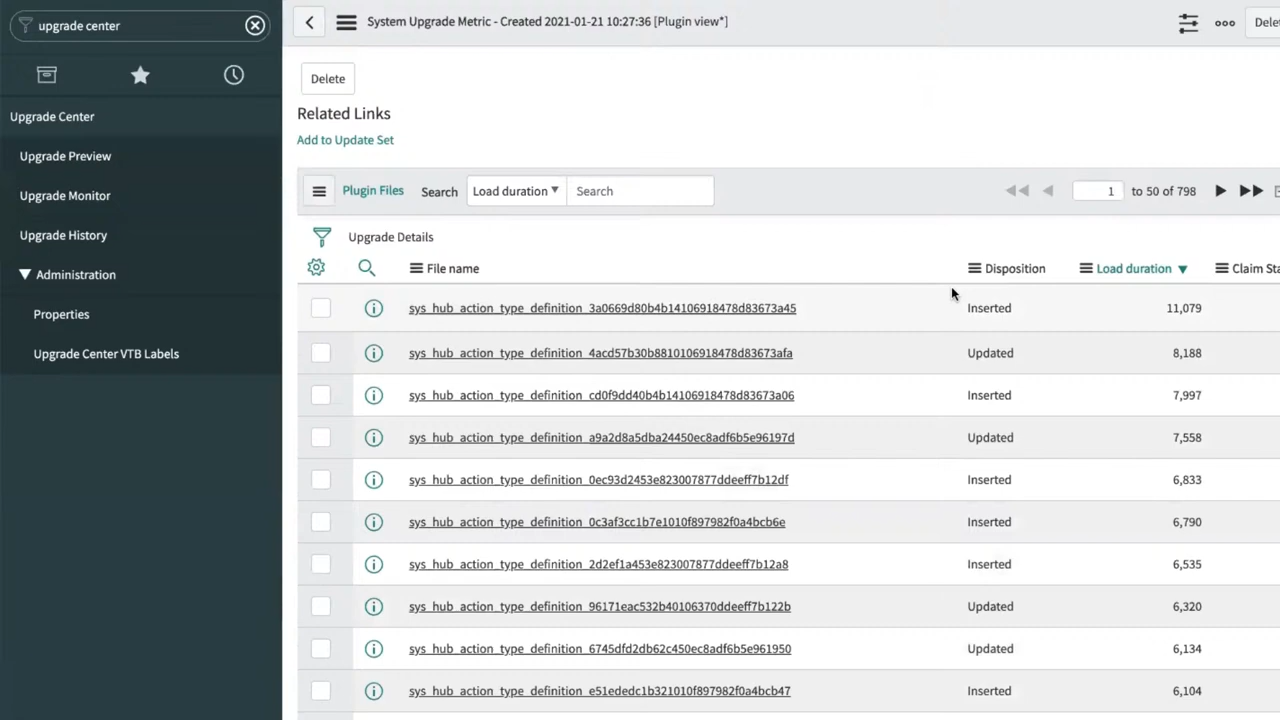 upgrade center
System Upgrade Metric - Created 2021-01-21 10:27:36 [Plugin view*]
Delete
Upgrade Center
Upgrade Preview
Upgrade Monitor
Upgrade History
Administration
Properties
Upgrade Center VTB Labels
Delete
Related Links
Add to Update Set
Plugin Files Search Load duration Search 1 to 50 of 798
Upgrade Details
File name Disposition Load duration Claim Sta
sys_hub_action_type_definition_3a0669d80b4b14106918478d83673a45 Inserted 11,079
sys_hub_action_type_definition_4acd57b30b8810106918478d83673afa Updated 8,188
sys_hub_action_type_definition_cd0f9dd40b4b14106918478d83673a06 Inserted 7,997
sys_hub_action_type_definition_a9a2d8a5dba24450ec8adf6b5e96197d Updated 7,558
sys_hub_action_type_definition_0ec93d2453e823007877ddeeff7b12df Inserted 6,833
sys_hub_action_type_definition_0c3af3cc1b7e1010f897982f0a4bcb6e Inserted 6,790
sys_hub_action_type_definition_2d2ef1a453e823007877ddeeff7b12a8 Inserted 6,535
sys_hub_action_type_definition_96171eac532b40106370ddeeff7b122b Updated 6,320
sys_hub_action_type_definition_6745dfd2db62c450ec8adf6b5e961950 Updated 6,134
sys_hub_action_type_definition_e51ededc1b321010f897982f0a4bcb47 Inserted 6,104